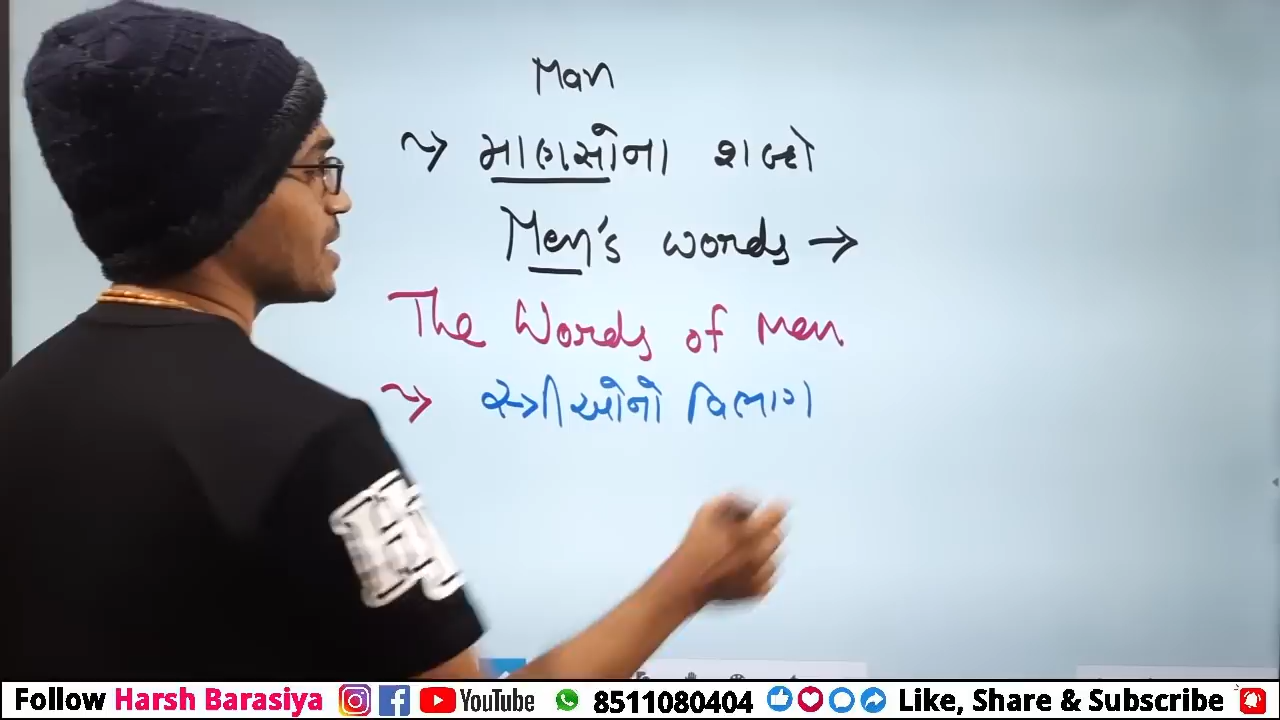 Man
~> માણસોના શબ્દો
Men's words →
The Words of Men
~> સ્ત્રીઓનો વિભાગ
H
Follow Harsh Barasiya YouTube 8511080404 Like, Share & Subscribe